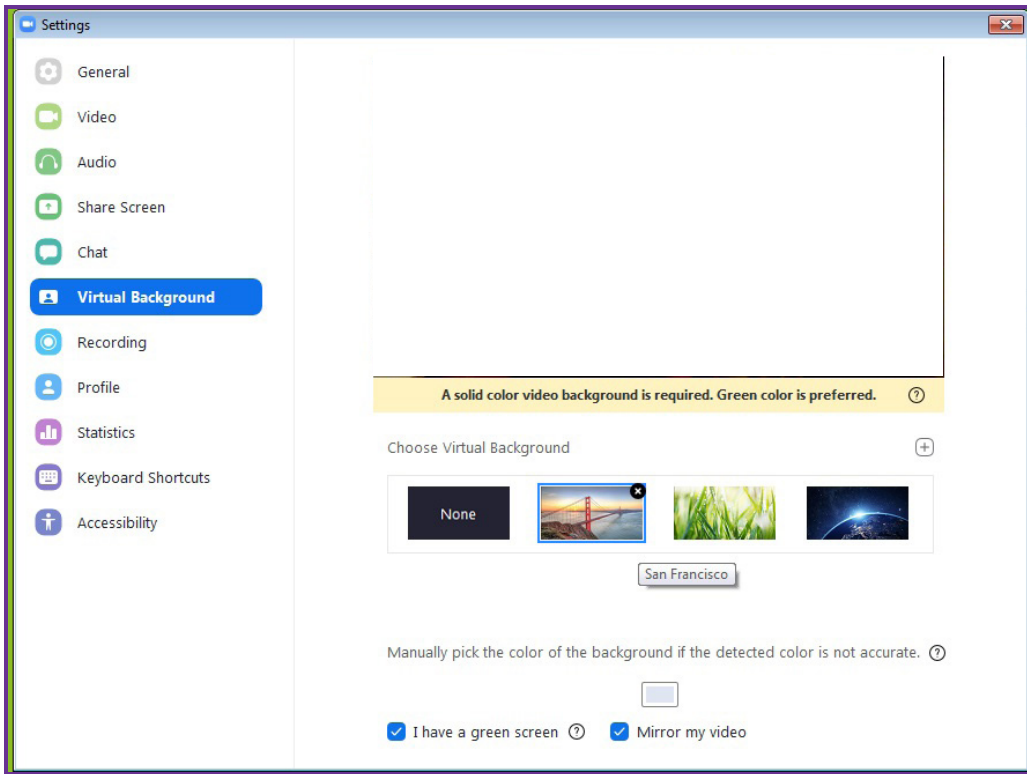 Settings
General
Video
Audio
Share Screen
Chat
Virtual Background
Recording
Profile
Statistics
Keyboard Shortcuts
Accessibility
A solid color video background is required. Green color is preferred.
Choose Virtual Background
None
San Francisco
Manually pick the color of the background if the detected color is not accurate.
I have a green screen
Mirror my video